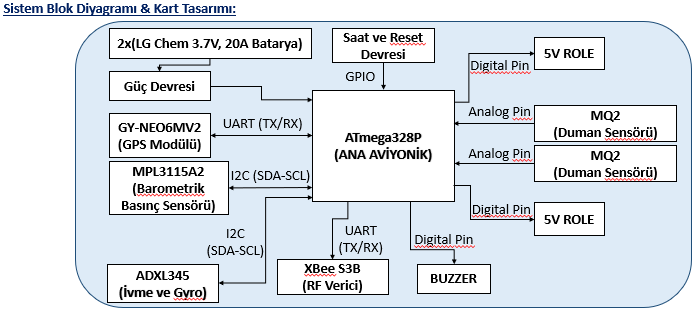 Sistem Blok Diyagramı & Kart Tasarımı:
2x(LG Chem 3.7V, 20A Batarya)
Saat ve Reset
Devresi
5V ROLE
Digital Pin
GPIO
Güç Devresi
Analog Pin
MQ2
(Duman Sensörü)
GY-NEO6MV2
(GPS Modülü)
UART (TX/RX)
ATmega328P
(ANA AVİYONİK)
Analog Pin
MQ2
(Duman Sensörü)
MPL3115A2
(Barometrik
Basınç Sensörü)
I2C (SDA-SCL)
Digital Pin
5V ROLE
I2C
(SDA-SCL)
UART
(TX/RX)
Digital Pin
ADXL345
(İvme ve Gyro)
XBee S3B
(RF Verici)
BUZZER